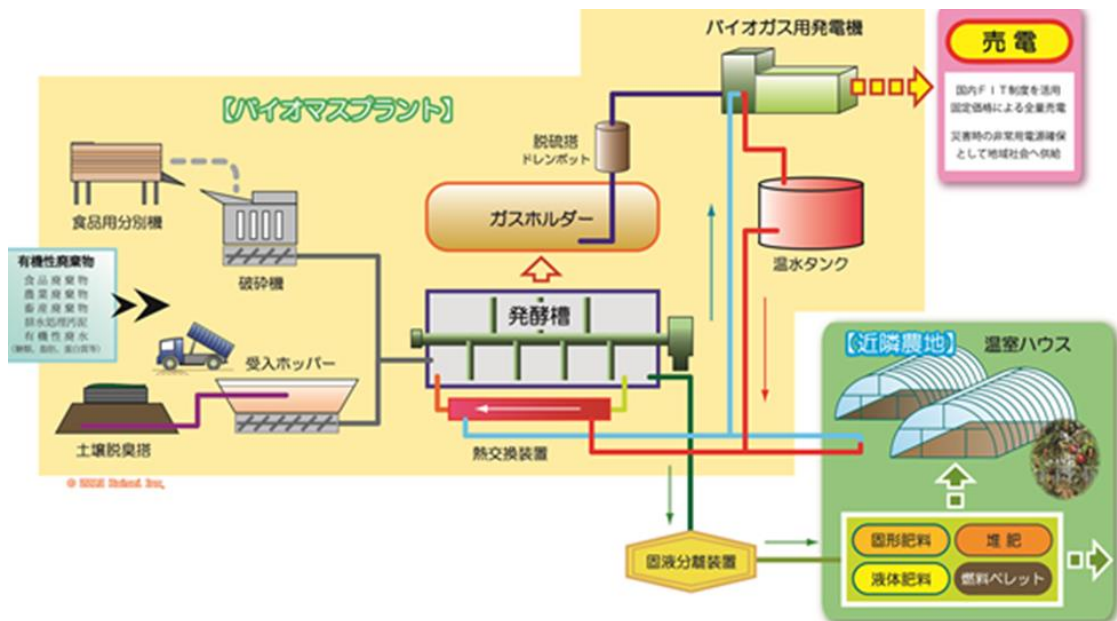 バイオガス用発電機
売電
国内ＦＩＴ制度を活用
固定価格による全量売電
災害時の非常用電源確保
として地域社会へ供給
【バイオマスプラント】
脱硫塔
ドレンポット
食品用分別機
ガスホルダー
温水タンク
破砕機
有機性廃棄物
食品廃棄物
農業廃棄物
畜産廃棄物
排水処理汚泥
有機性廃水
発酵槽
受入ホッパー
【近隣農地】
温室ハウス
土壌脱臭搭
熱交換装置
固液分離装置
固形肥料
堆肥
液体肥料
燃料ペレット